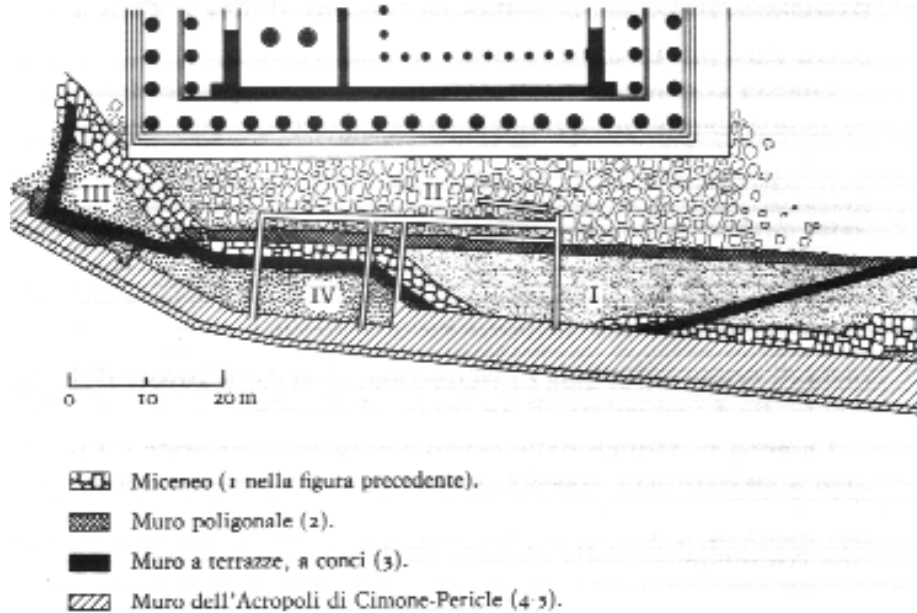 II
III
IV
I
0 10 20 m
Miceneo (1 nella figura precedente).
Muro poligonale (2).
Muro a terrazze, a conci (3).
Muro dell'Acropoli di Cimone-Pericle (4-5).